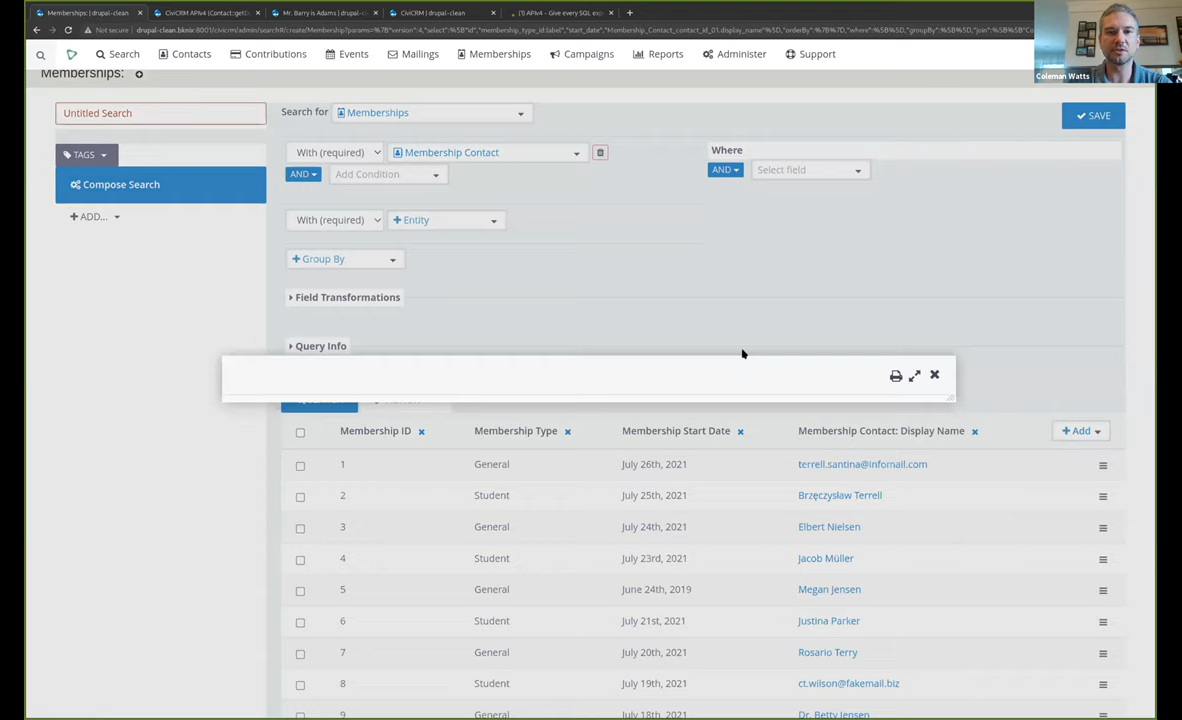 Memberships: | drupal-clean
CiviCRM APIv4 (Contact::getD
Mr. Barry is Adams | drupal-c
CiviCRM | drupal-clean
(1) APIv4 - Give every SQL exp
Not secure
drupal-clean.bknix:8001/civicrm/admin/search#/create/Membership?params=%7B"version":4,"select":%5B"id","membership_type_id:label","start_date","Membership_Contact_contact_id_01.display_name"%5D,"orderBy":%7B%7D,"where":%5B%5D,"groupBy":%5B%5D,"join":%5B%5B"Co
Search
Contacts
Contributions
Events
Mailings
Memberships
Campaigns
Reports
Administer
Support
Coleman Watts
Memberships:
Untitled Search
Search for
Memberships
SAVE
TAGS
With (required)
Membership Contact
Where
AND
Add Condition
AND
Select field
Compose Search
ADD...
With (required)
Entity
Group By
Field Transformations
Query Info
Membership ID
Membership Type
Membership Start Date
Membership Contact: Display Name
Add
1 General July 26th, 2021 terrell.santina@infomail.com
2 Student July 25th, 2021 Brzęczysław Terrell
3 General July 24th, 2021 Elbert Nielsen
4 Student July 23rd, 2021 Jacob Müller
5 General June 24th, 2019 Megan Jensen
6 Student July 21st, 2021 Justina Parker
7 General July 20th, 2021 Rosario Terry
8 Student July 19th, 2021 ct.wilson@fakemail.biz
9 General July 18th, 2021 Dr. Betty Jensen